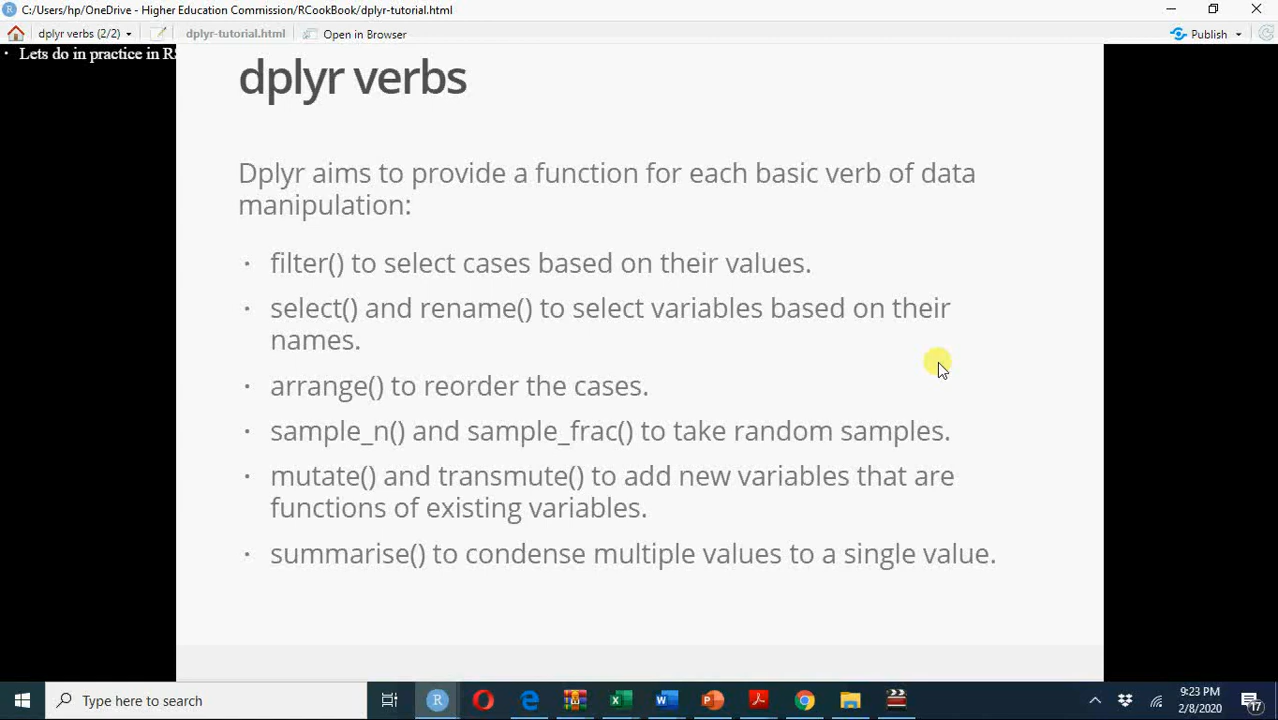 C:/Users/hp/OneDrive - Higher Education Commission/RCookBook/dplyr-tutorial.html
dplyr verbs (2/2) dplyr-tutorial.html Open in Browser Publish
· Lets do in practice in RS
dplyr verbs
Dplyr aims to provide a function for each basic verb of data
manipulation:
· filter() to select cases based on their values.
· select() and rename() to select variables based on their
names.
· arrange() to reorder the cases.
· sample_n() and sample_frac() to take random samples.
· mutate() and transmute() to add new variables that are
functions of existing variables.
· summarise() to condense multiple values to a single value.
Type here to search
9:23 PM
2/8/2020
17